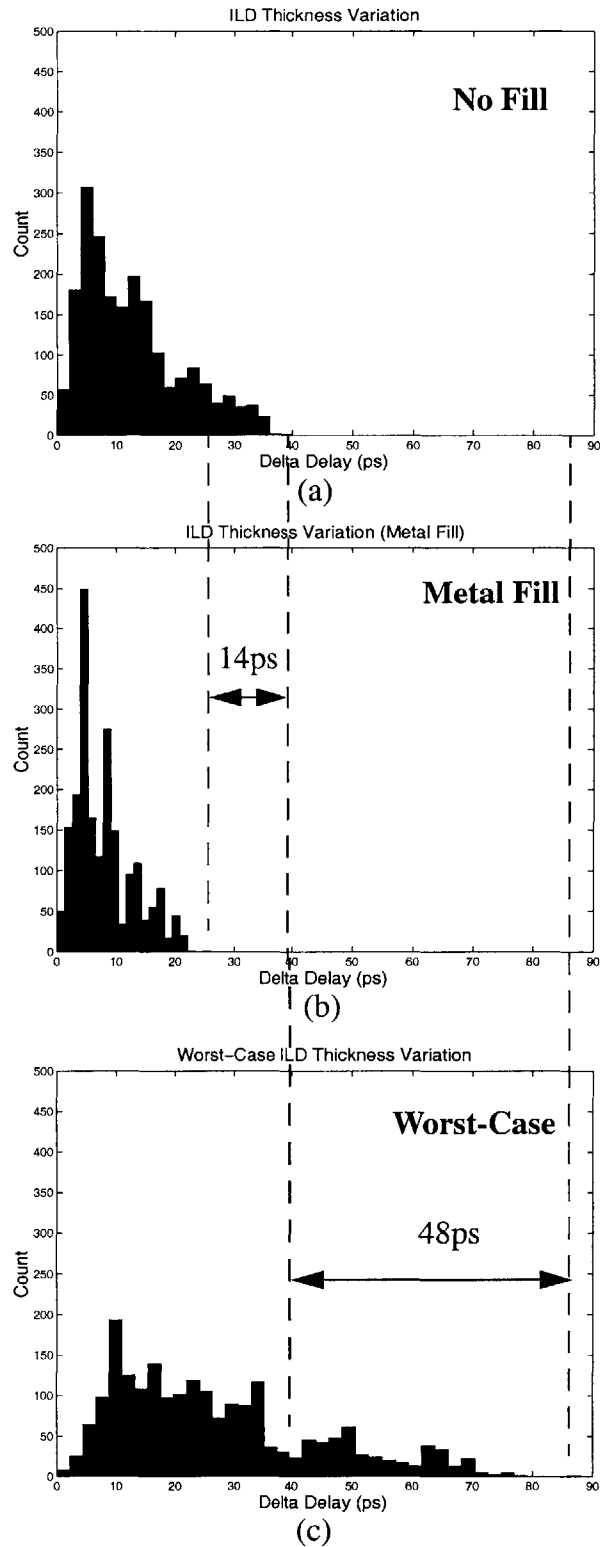 ILD Thickness Variation
500
450
400
350
300
250
200
150
100
50
0
Count
No Fill
0 10 20 30 40 50 60 70 80 90
Delta Delay (ps)
(a)
ILD Thickness Variation (Metal Fill)
500
450
400
350
300
250
200
150
100
50
0
Count
Metal Fill
14ps
0 10 20 30 40 50 60 70 80 90
Delta Delay (ps)
(b)
Worst-Case ILD Thickness Variation
500
450
400
350
300
250
200
150
100
50
0
Count
Worst-Case
48ps
0 10 20 30 40 50 60 70 80 90
Delta Delay (ps)
(c)